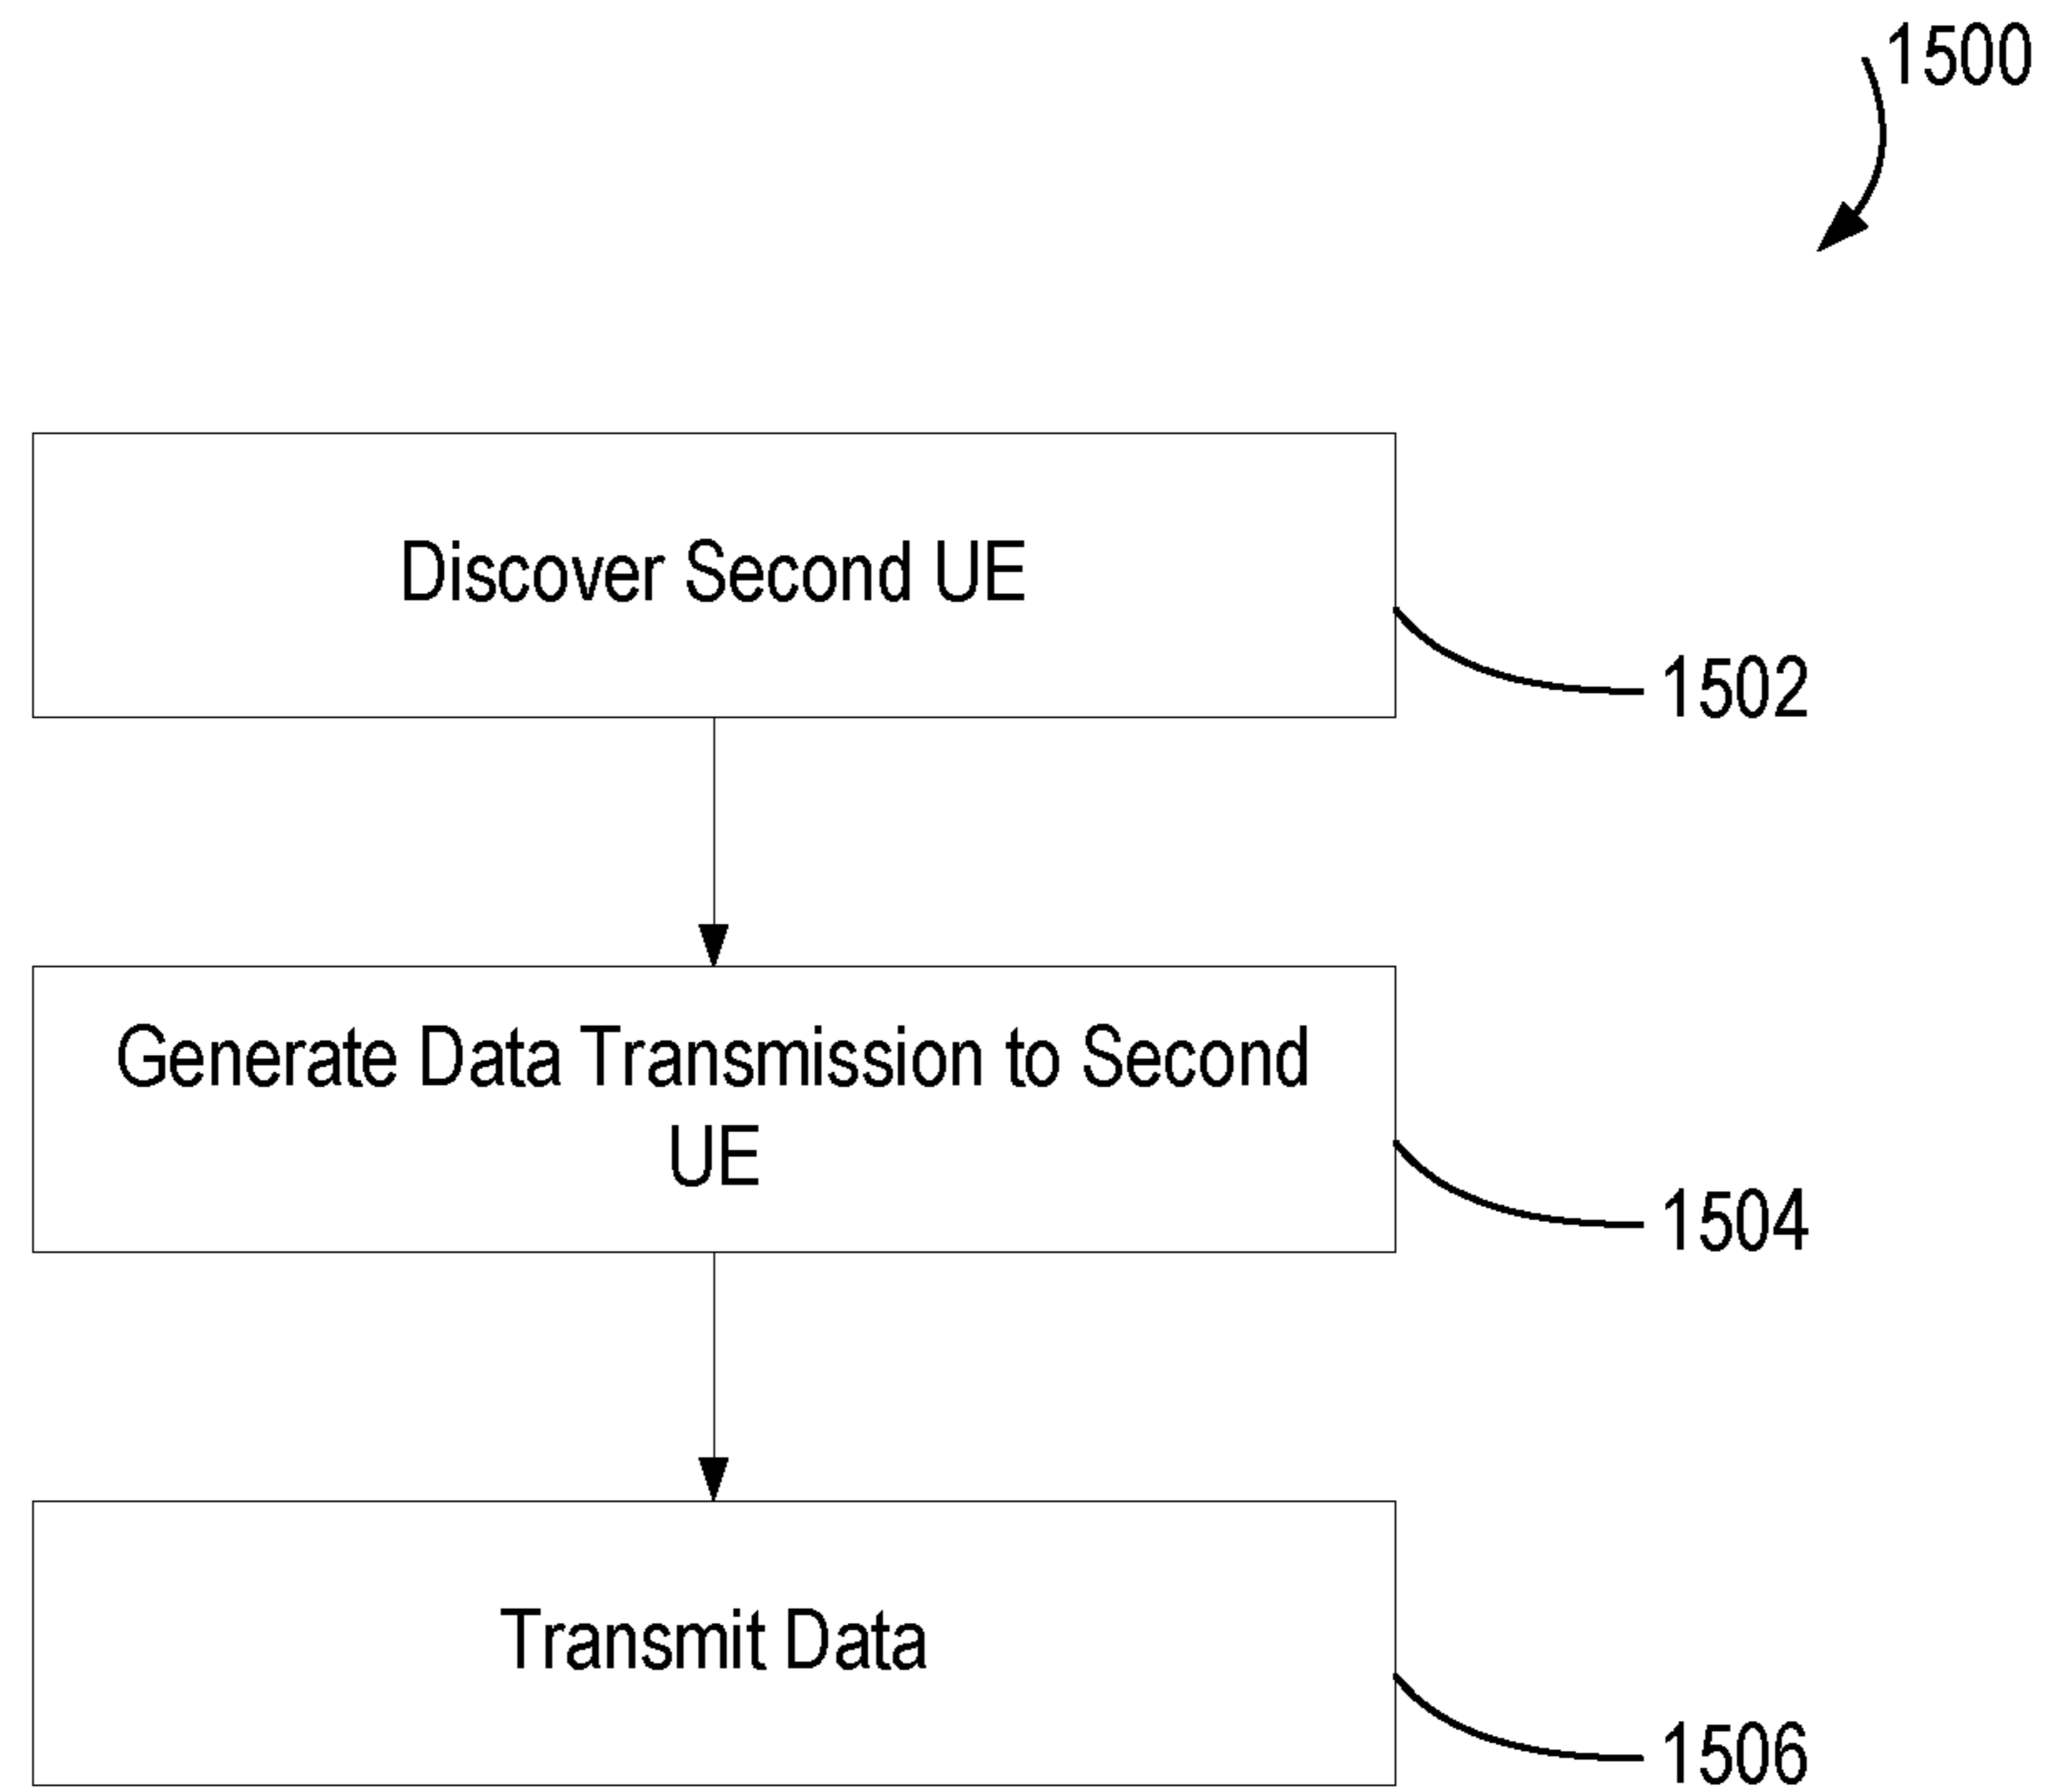 1500
Discover Second UE
1502
Generate Data Transmission to Second
UE
1504
Transmit Data
1506